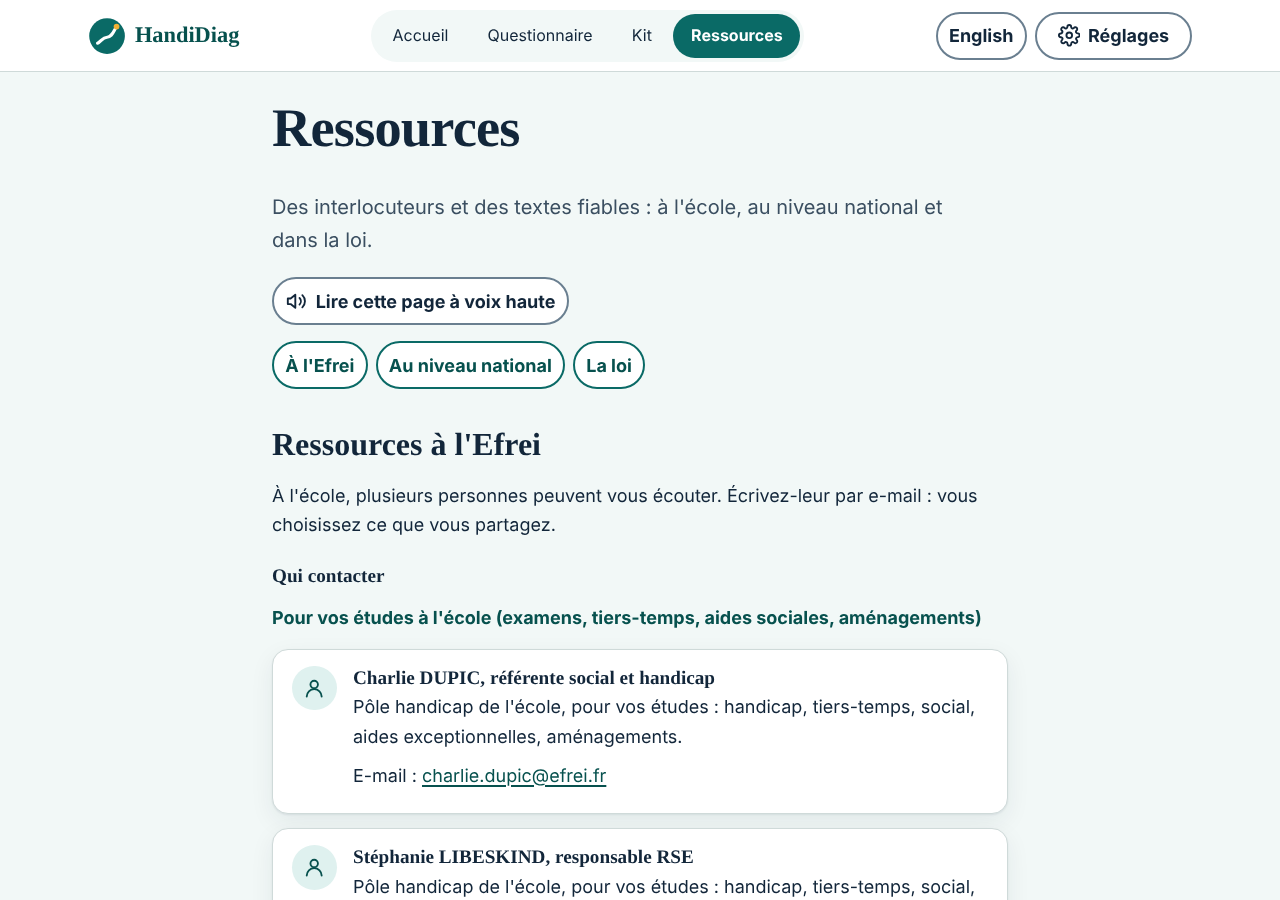 HandiDiag
Accueil
Questionnaire
Kit
Ressources
English
Réglages
Ressources
Des interlocuteurs et des textes fiables : à l'école, au niveau national et
dans la loi.
Lire cette page à voix haute
À l'Efrei
Au niveau national
La loi
Ressources à l'Efrei
À l'école, plusieurs personnes peuvent vous écouter. Écrivez-leur par e-mail : vous
choisissez ce que vous partagez.
Qui contacter
Pour vos études à l'école (examens, tiers-temps, aides sociales, aménagements)
Charlie DUPIC, référente social et handicap
Pôle handicap de l'école, pour vos études : handicap, tiers-temps, social,
aides exceptionnelles, aménagements.
E-mail : charlie.dupic@efrei.fr
Stéphanie LIBESKIND, responsable RSE
Pôle handicap de l'école, pour vos études : handicap, tiers-temps, social,